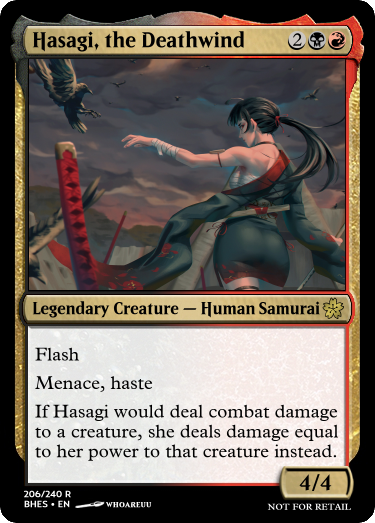 Hasagi, the Deathwind 2
Legendary Creature — Human Samurai
Flash
Menace, haste
If Hasagi would deal combat damage
to a creature, she deals damage equal
to her power to that creature instead.
4/4
206/240 R
BHES • EN WHOAREUU
NOT FOR RETAIL